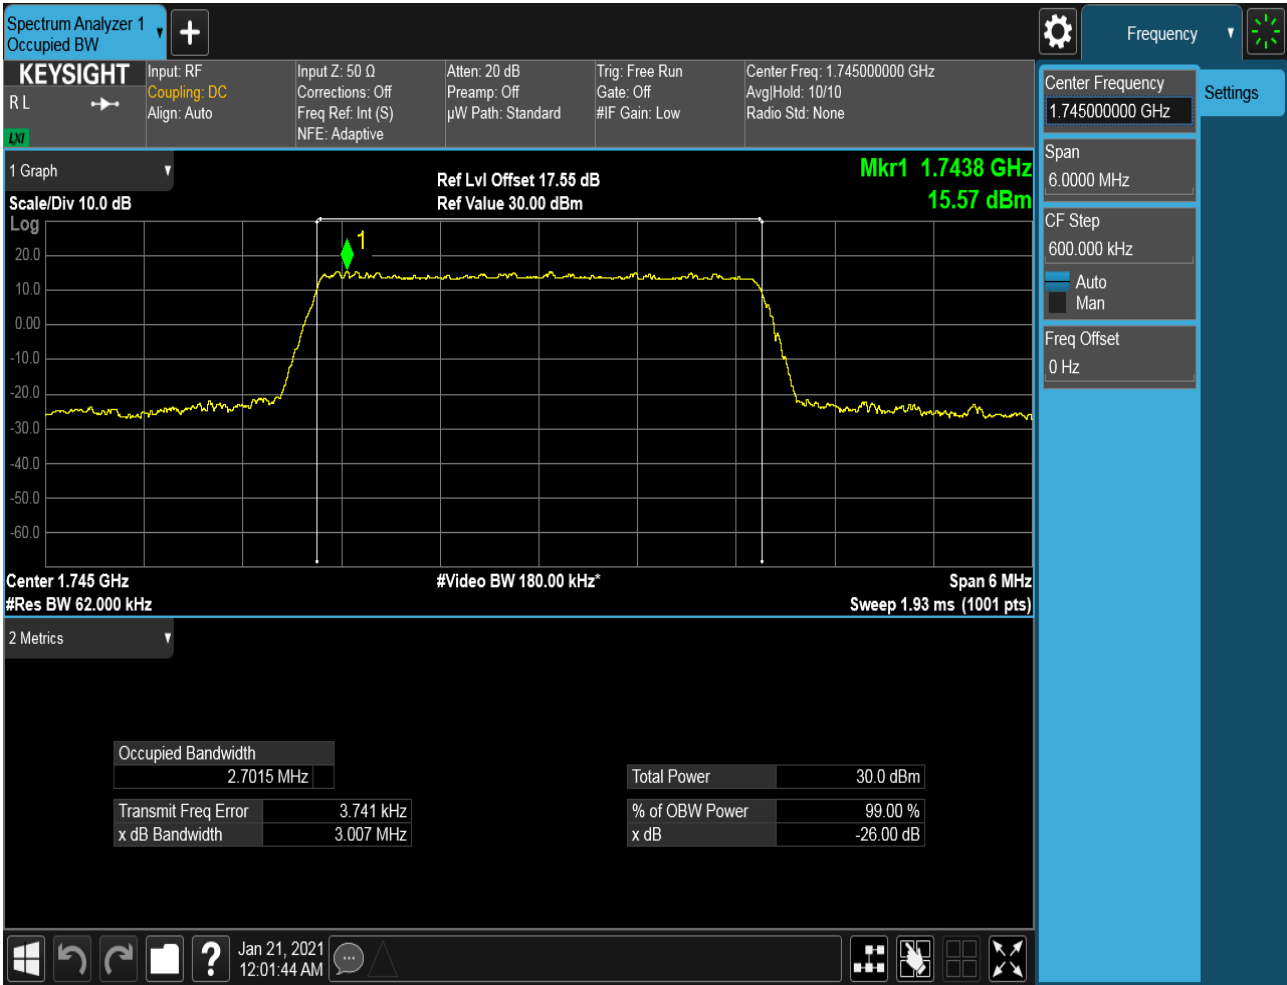 Spectrum Analyzer 1
Occupied BW
Frequency
KEYSIGHT
R L
LXI
Input: RF
Coupling: DC
Align: Auto
Input Z: 50 Ω
Corrections: Off
Freq Ref: Int (S)
NFE: Adaptive
Atten: 20 dB
Preamp: Off
µW Path: Standard
Trig: Free Run
Gate: Off
#IF Gain: Low
Center Freq: 1.745000000 GHz
Avg|Hold: 10/10
Radio Std: None
Center Frequency
1.745000000 GHz
Settings
Span
6.0000 MHz
CF Step
600.000 kHz
Auto
Man
Freq Offset
0 Hz
1 Graph
Scale/Div 10.0 dB
Ref Lvl Offset 17.55 dB
Ref Value 30.00 dBm
Mkr1 1.7438 GHz
15.57 dBm
Log
1
20.0
10.0
0.00
-10.0
-20.0
-30.0
-40.0
-50.0
-60.0
Center 1.745 GHz
#Video BW 180.00 kHz*
Span 6 MHz
#Res BW 62.000 kHz
Sweep 1.93 ms (1001 pts)
2 Metrics
Occupied Bandwidth
2.7015 MHz
Total Power 30.0 dBm
Transmit Freq Error 3.741 kHz
% of OBW Power 99.00 %
x dB Bandwidth 3.007 MHz
x dB -26.00 dB
?
Jan 21, 2021
12:01:44 AM